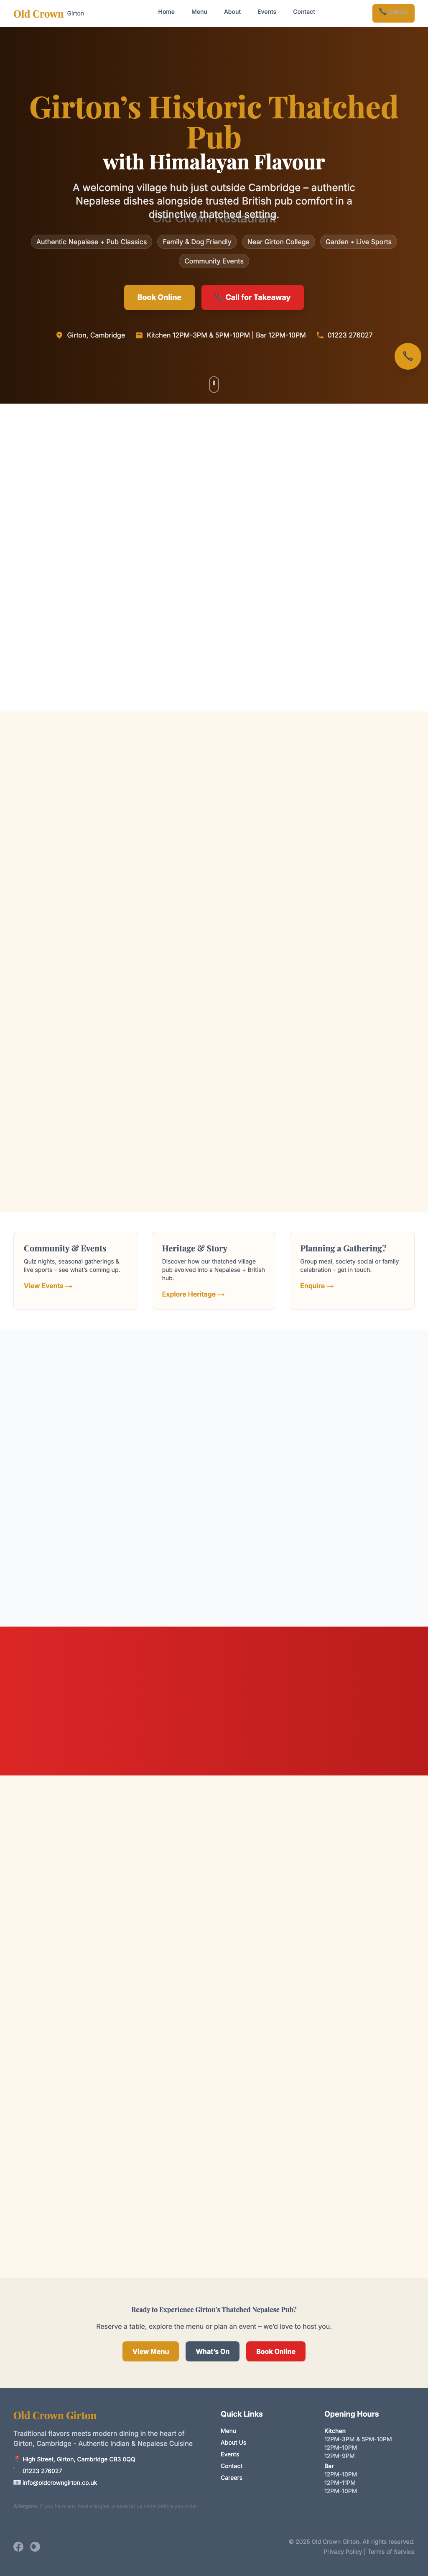 Old Crown Girton
Home Menu About Events Contact
Girton's Historic Thatched
Pub
with Himalayan Flavour
A welcoming village hub just outside Cambridge – authentic
Nepalese dishes alongside trusted British pub comfort in a
distinctive thatched setting.
Old Crown Restaurant
Authentic Nepalese + Pub Classics
Family & Dog Friendly
Near Girton College
Garden • Live Sports
Community Events
Book Online
📞 Call for Takeaway
Girton, Cambridge
Kitchen 12PM-3PM & 5PM-10PM | Bar 12PM-10PM
01223 276027
Community & Events
Quiz nights, seasonal gatherings &
live sports – see what's coming up.
View Events →
Heritage & Story
Discover how our thatched village
pub evolved into a Nepalese + British
hub.
Explore Heritage →
Planning a Gathering?
Group meal, society social or family
celebration – get in touch.
Enquire →
Ready to Experience Girton's Thatched Nepalese Pub?
Reserve a table, explore the menu or plan an event – we'd love to host you.
View Menu
What's On
Book Online
Old Crown Girton
Traditional flavors meets modern dining in the heart of
Girton, Cambridge - Authentic Indian & Nepalese Cuisine
📍 High Street, Girton, Cambridge CB3 0QQ
📞 01223 276027
📧 info@oldcrowngirton.co.uk
Allergens: If you have any food allergies, please let us know before you order.
Quick Links
Menu
About Us
Events
Contact
Careers
Opening Hours
Kitchen
12PM-3PM & 5PM-10PM
12PM-10PM
12PM-9PM
Bar
12PM-10PM
12PM-11PM
12PM-10PM
© 2025 Old Crown Girton. All rights reserved.
Privacy Policy | Terms of Service